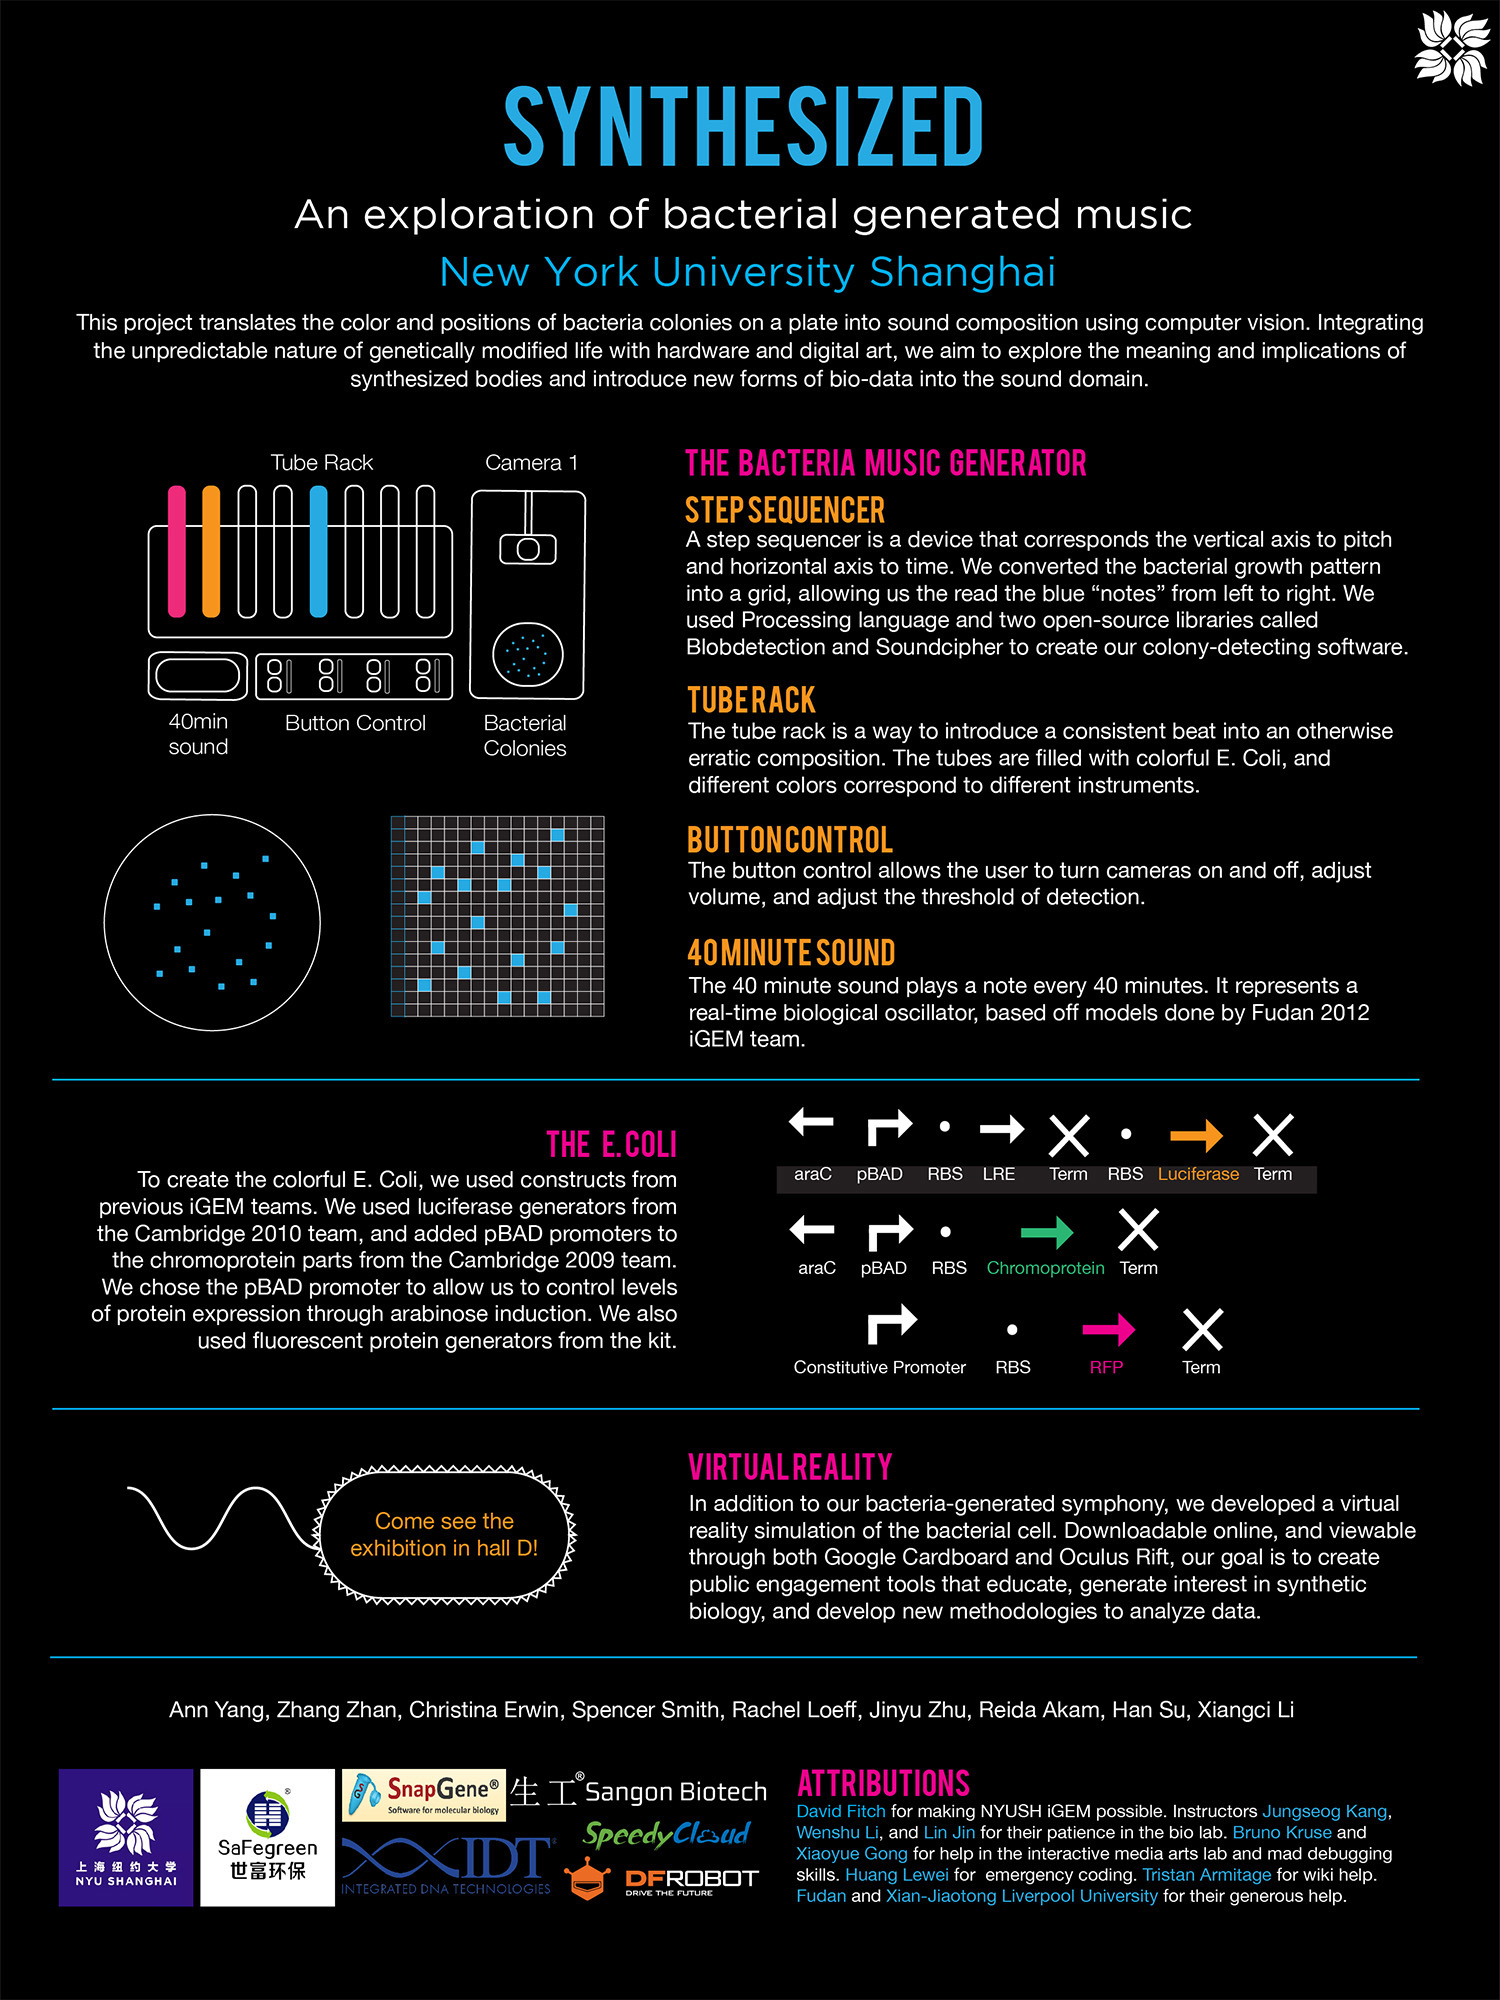 SYNTHESIZED
An exploration of bacterial generated music
New York University Shanghai
This project translates the color and positions of bacteria colonies on a plate into sound composition using computer vision. Integrating
the unpredictable nature of genetically modified life with hardware and digital art, we aim to explore the meaning and implications of
synthesized bodies and introduce new forms of bio-data into the sound domain.
Tube Rack
Camera 1
40min
sound
Button Control
Bacterial
Colonies
THE BACTERIA MUSIC GENERATOR
STEP SEQUENCER
A step sequencer is a device that corresponds the vertical axis to pitch
and horizontal axis to time. We converted the bacterial growth pattern
into a grid, allowing us the read the blue “notes” from left to right. We
used Processing language and two open-source libraries called
Blobdetection and Soundcipher to create our colony-detecting software.
TUBE RACK
The tube rack is a way to introduce a consistent beat into an otherwise
erratic composition. The tubes are filled with colorful E. Coli, and
different colors correspond to different instruments.
BUTTON CONTROL
The button control allows the user to turn cameras on and off, adjust
volume, and adjust the threshold of detection.
40 MINUTE SOUND
The 40 minute sound plays a note every 40 minutes. It represents a
real-time biological oscillator, based off models done by Fudan 2012
iGEM team.
THE E. COLI
To create the colorful E. Coli, we used constructs from
previous iGEM teams. We used luciferase generators from
the Cambridge 2010 team, and added pBAD promoters to
the chromoprotein parts from the Cambridge 2009 team.
We chose the pBAD promoter to allow us to control levels
of protein expression through arabinose induction. We also
used fluorescent protein generators from the kit.
araC pBAD RBS LRE Term RBS Luciferase Term
araC pBAD RBS Chromoprotein Term
Constitutive Promoter RBS RFP Term
Come see the
exhibition in hall D!
VIRTUAL REALITY
In addition to our bacteria-generated symphony, we developed a virtual
reality simulation of the bacterial cell. Downloadable online, and viewable
through both Google Cardboard and Oculus Rift, our goal is to create
public engagement tools that educate, generate interest in synthetic
biology, and develop new methodologies to analyze data.
Ann Yang, Zhang Zhan, Christina Erwin, Spencer Smith, Rachel Loeff, Jinyu Zhu, Reida Akam, Han Su, Xiangci Li
上海纽约大学
NYU SHANGHAI
®
SaFegreen
世富环保
SnapGene®
Software for molecular biology
生工® Sangon Biotech
IDT
INTEGRATED DNA TECHNOLOGIES
SpeedyCloud
DFROBOT
DRIVE THE FUTURE
ATTRIBUTIONS
David Fitch for making NYUSH iGEM possible. Instructors Jungseog Kang,
Wenshu Li, and Lin Jin for their patience in the bio lab. Bruno Kruse and
Xiaoyue Gong for help in the interactive media arts lab and mad debugging
skills. Huang Lewei for emergency coding. Tristan Armitage for wiki help.
Fudan and Xian-Jiaotong Liverpool University for their generous help.